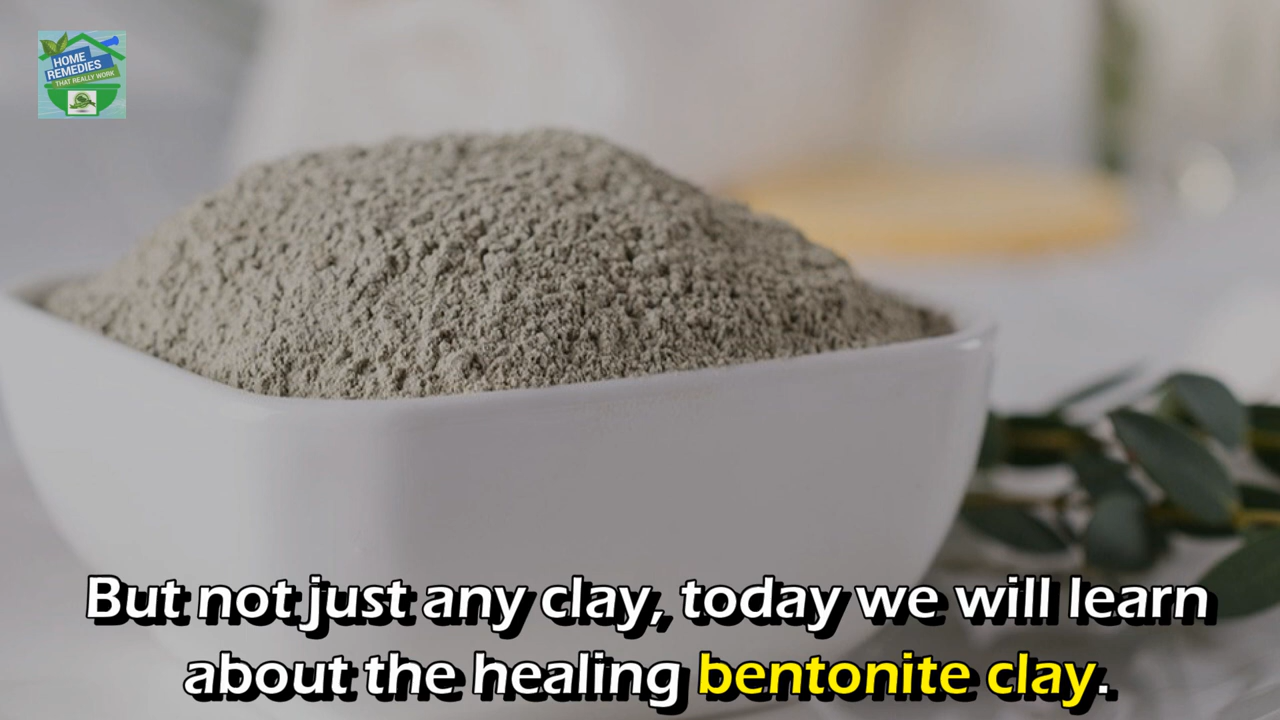 HOME
REMEDIES
THAT REALLY WORK
But not just any clay, today we will learn
about the healing bentonite clay.